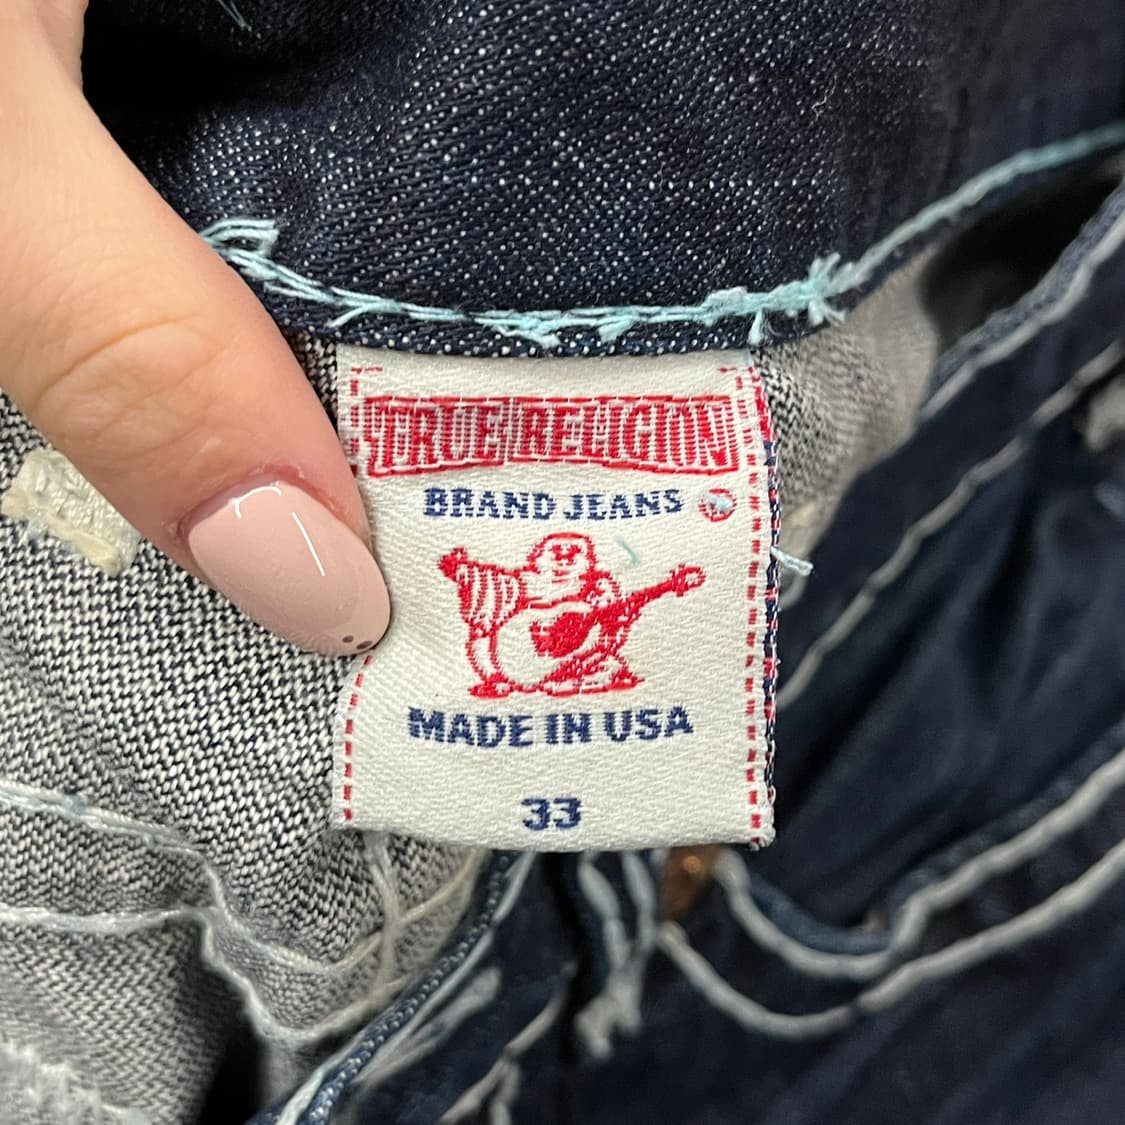 TRUE RELIGION
BRAND JEANS
MADE IN USA
33